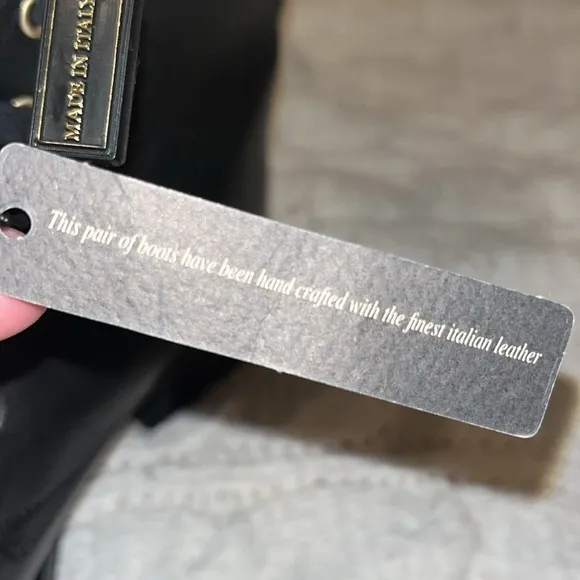 MADE IN ITALY
This pair of boots have been hand crafted with the finest italian leather